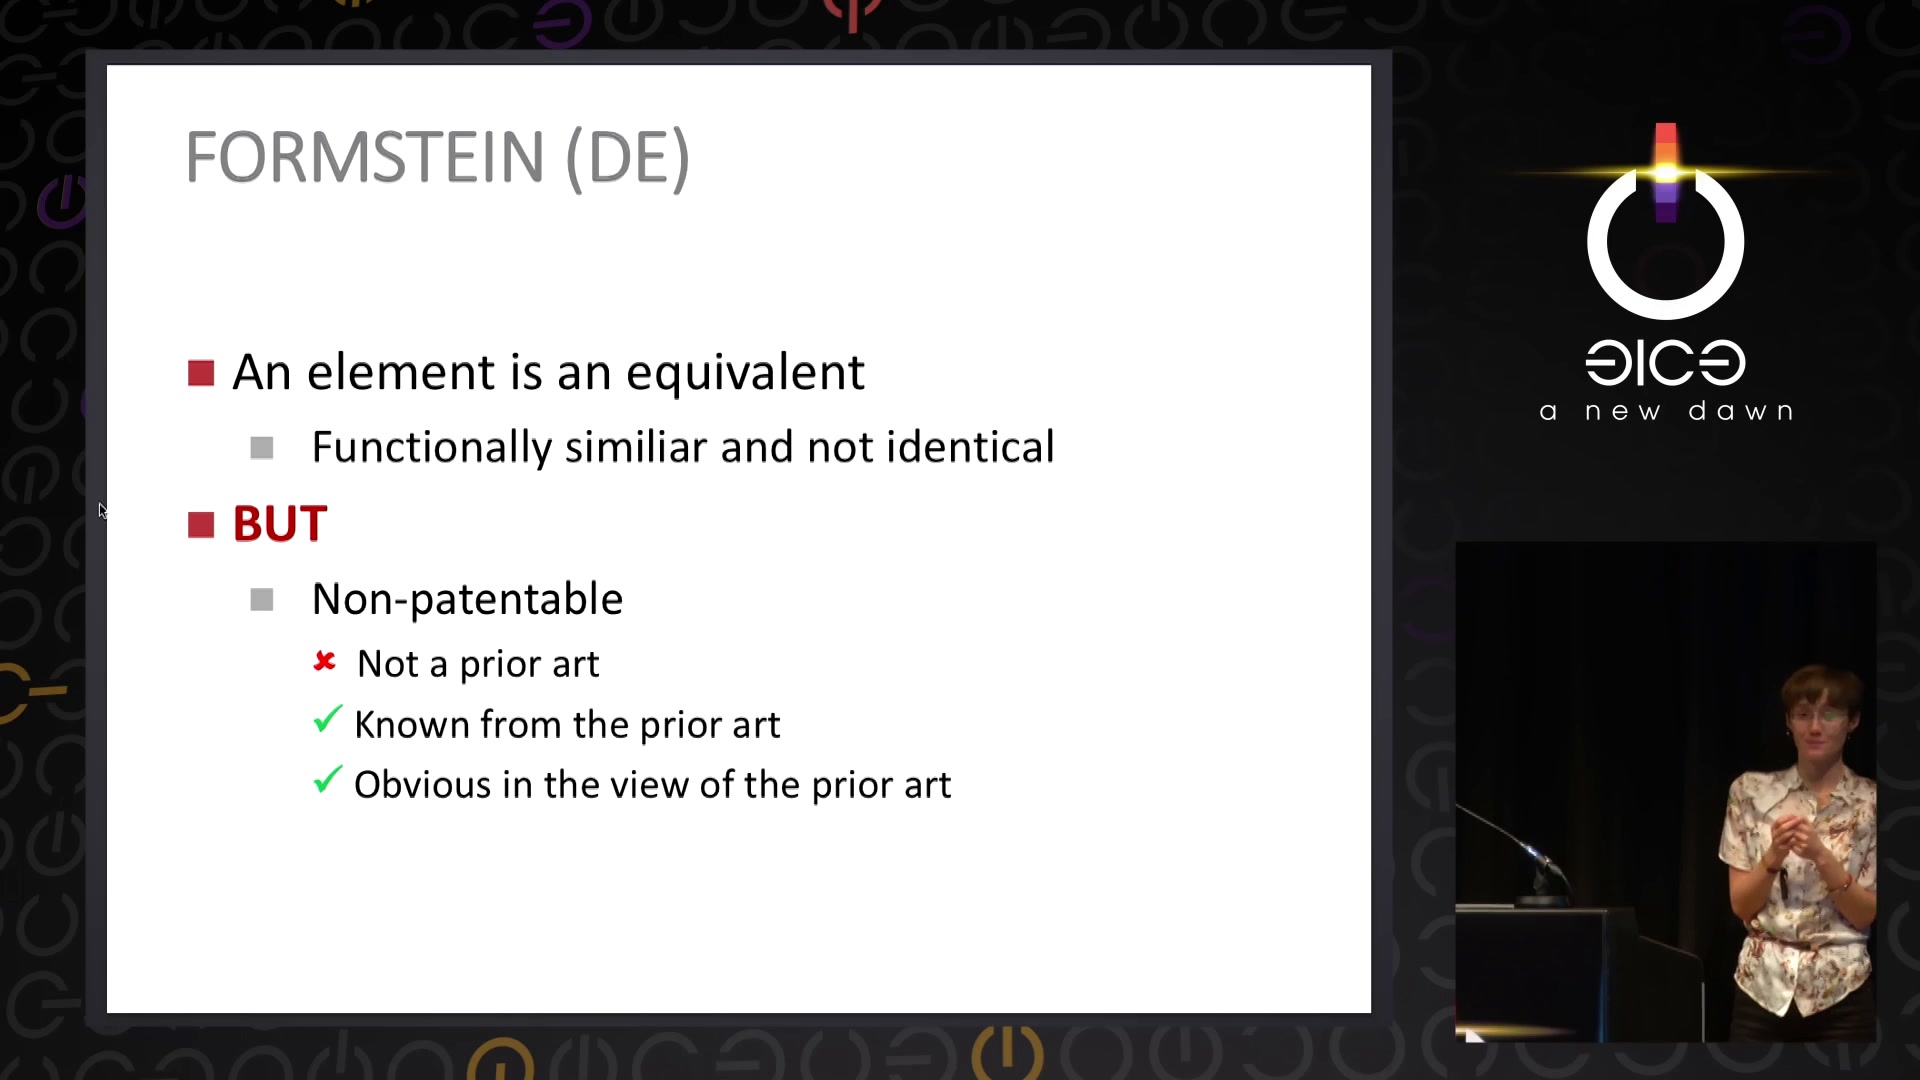 FORMSTEIN (DE)
An element is an equivalent
Functionally similiar and not identical
BUT
Non-patentable
Not a prior art
Known from the prior art
Obvious in the view of the prior art
a new dawn